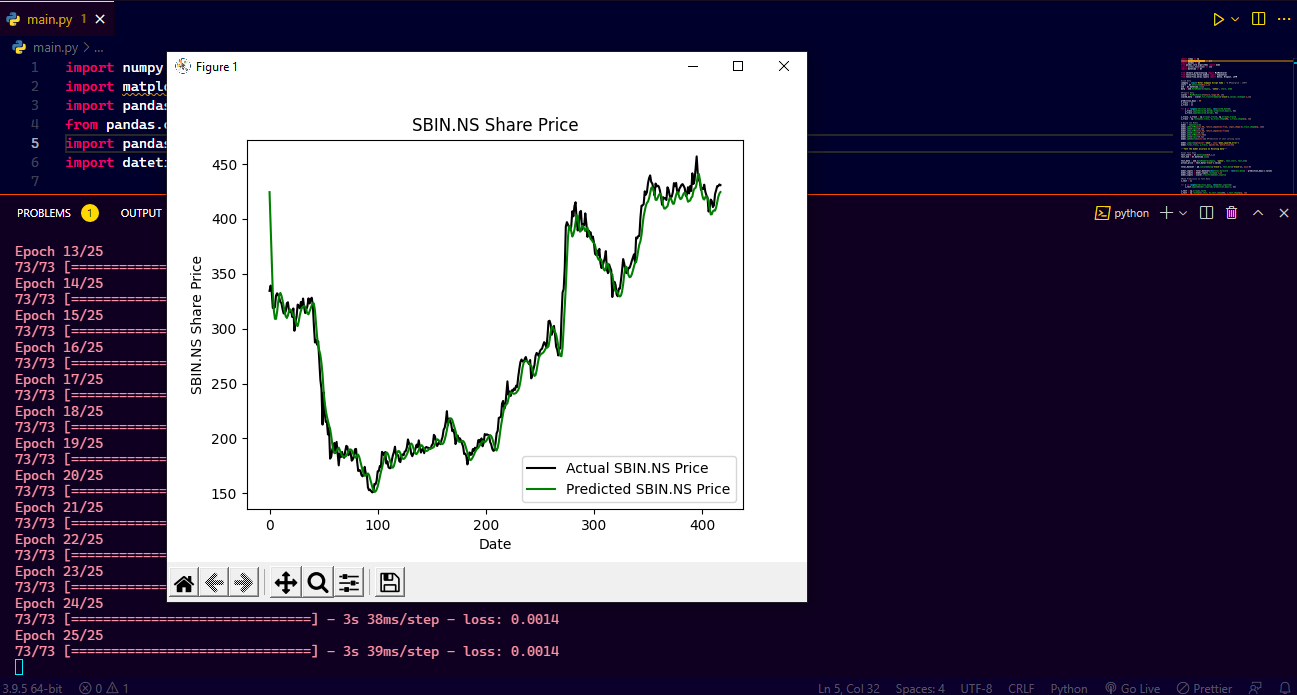 main.py 1
main.py > ...
1 import numpy
2 import matplo
3 import pandas
4 from pandas.
5 import pandas
6 import dateti
7
Figure 1
SBIN.NS Share Price
SBIN.NS Share Price
450
400
350
300
250
200
150
0 100 200 300 400
Date
Actual SBIN.NS Price
Predicted SBIN.NS Price
PROBLEMS 1 OUTPUT
python
Epoch 13/25
73/73 [============
Epoch 14/25
73/73 [============
Epoch 15/25
73/73 [============
Epoch 16/25
73/73 [============
Epoch 17/25
73/73 [============
Epoch 18/25
73/73 [============
Epoch 19/25
73/73 [============
Epoch 20/25
73/73 [============
Epoch 21/25
73/73 [============
Epoch 22/25
73/73 [============
Epoch 23/25
73/73 [============
Epoch 24/25
73/73 [==============================] - 3s 38ms/step - loss: 0.0014
Epoch 25/25
73/73 [==============================] - 3s 39ms/step - loss: 0.0014
3.9.5 64-bit 0 1 Ln 5, Col 32 Spaces: 4 UTF-8 CRLF Python Go Live Prettier